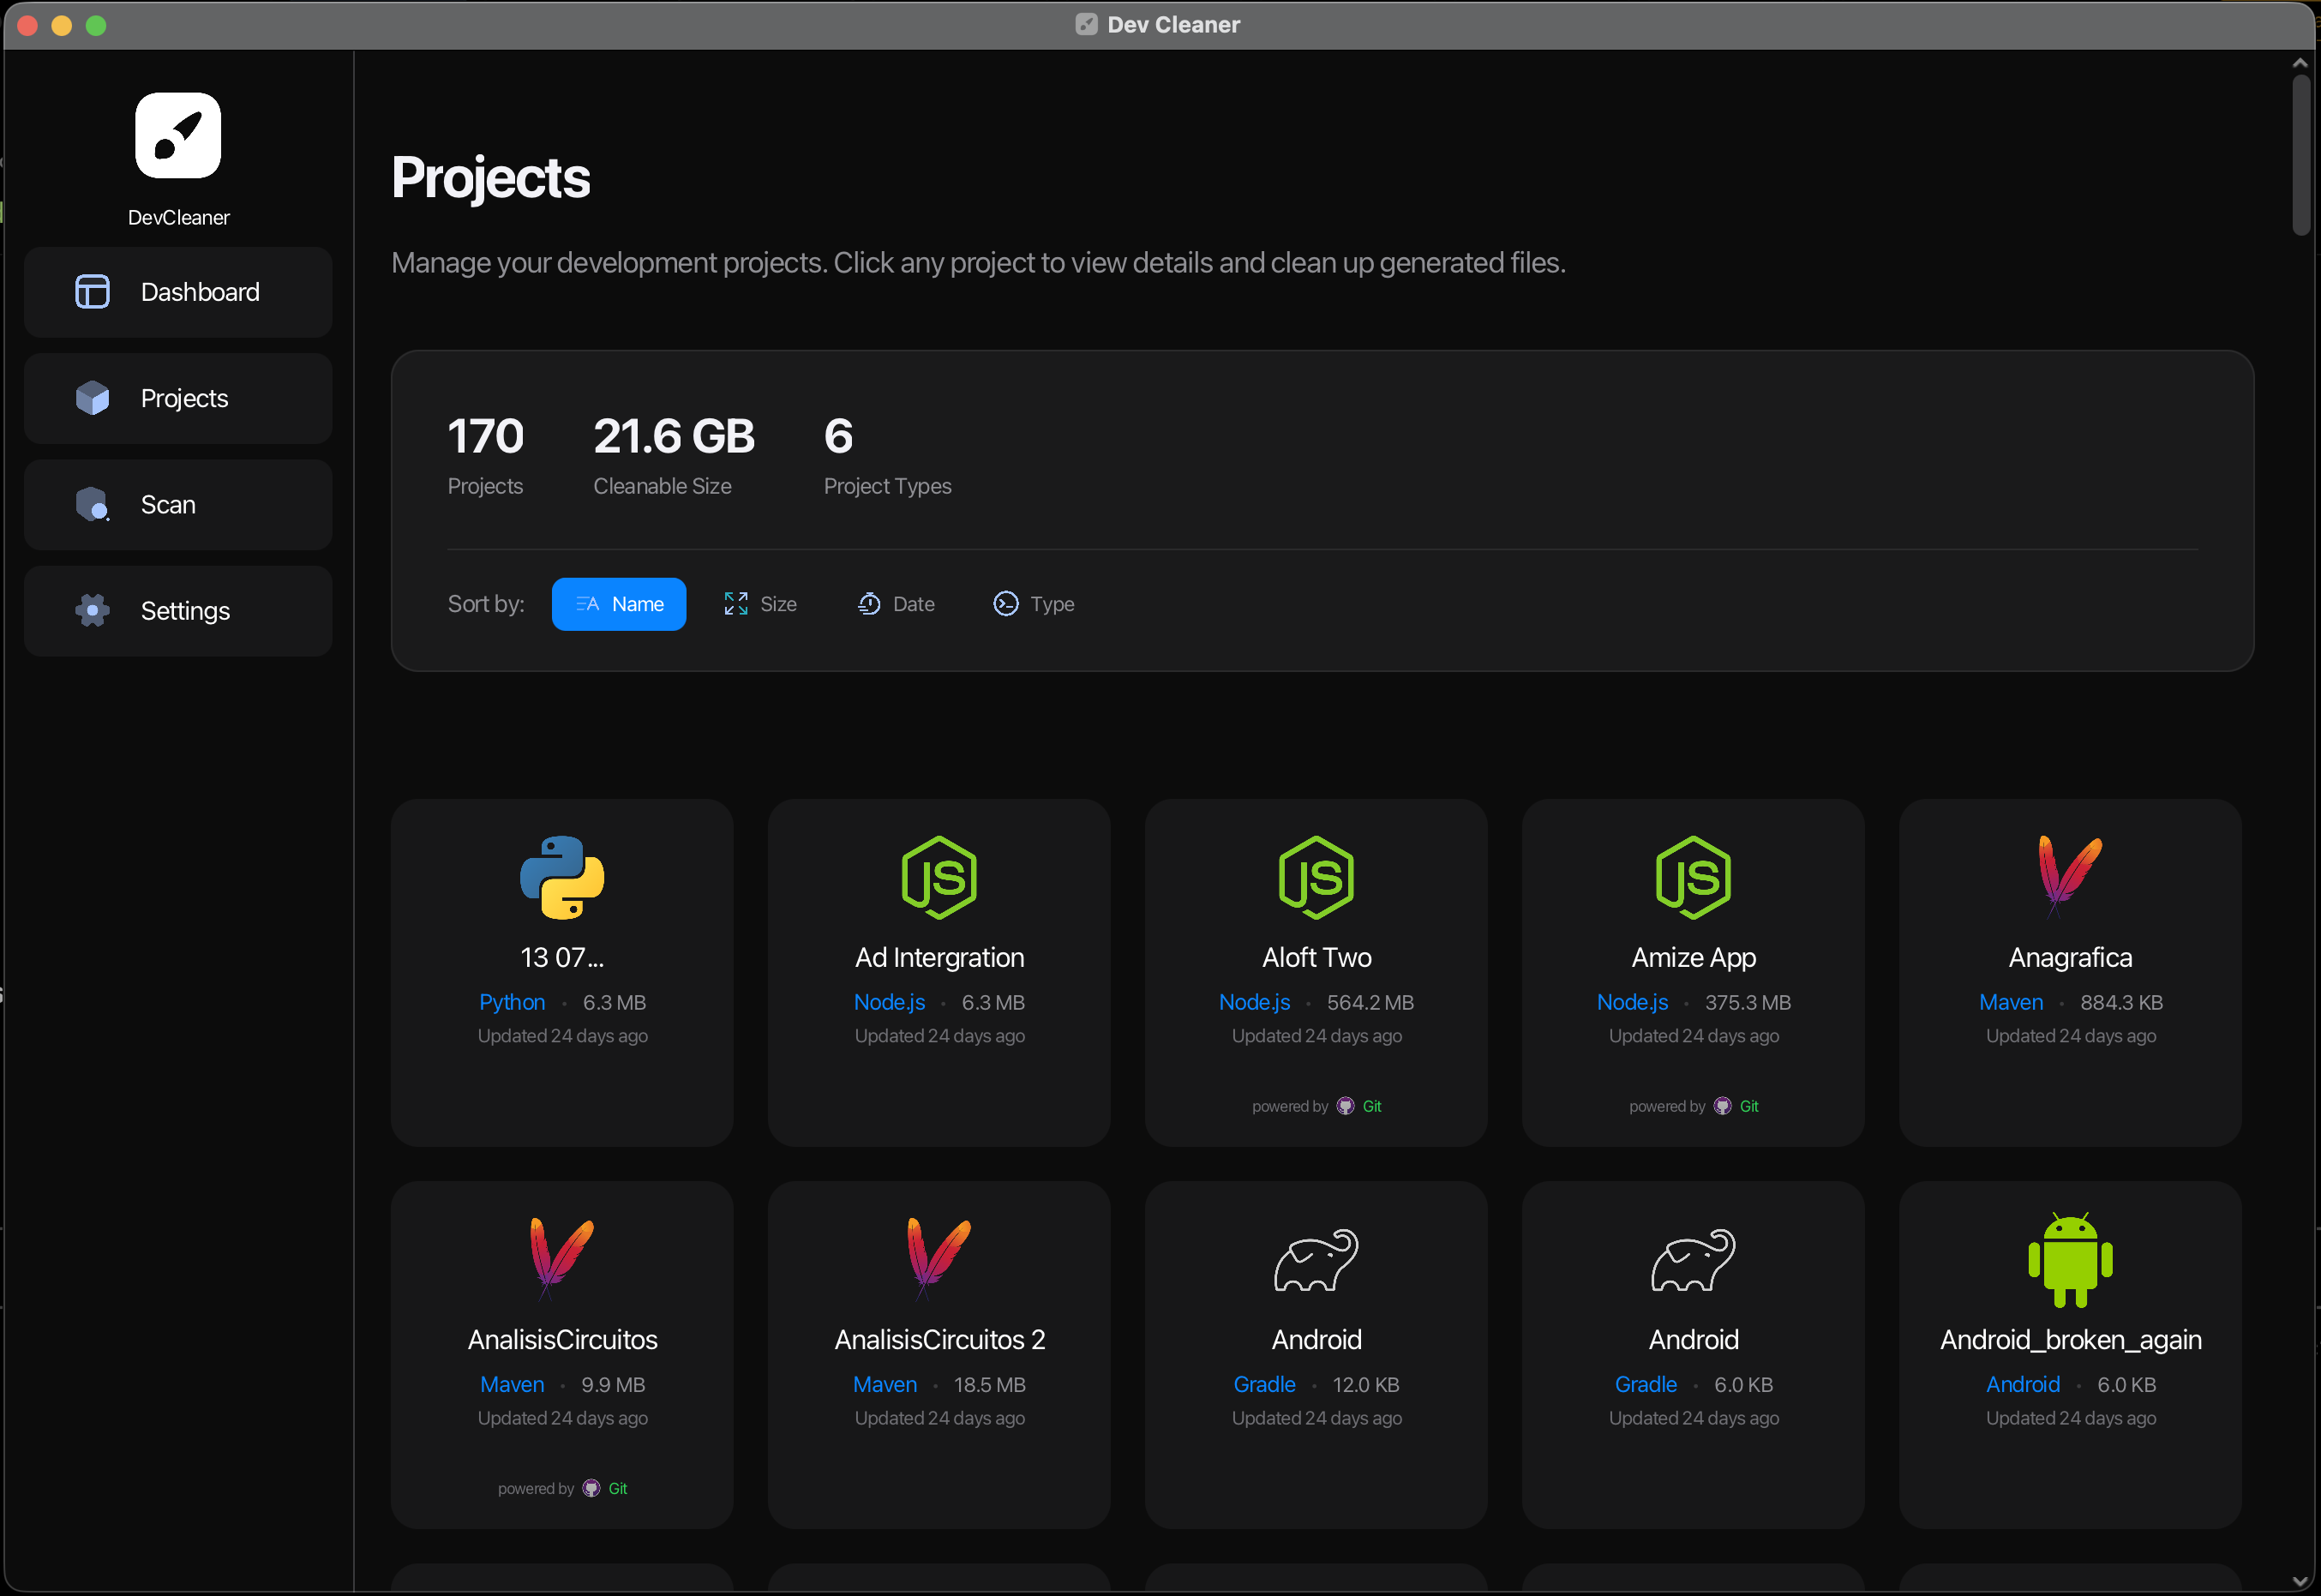 Dev Cleaner
DevCleaner
Dashboard
Projects
Scan
Settings
Projects
Manage your development projects. Click any project to view details and clean up generated files.
170
Projects
21.6 GB
Cleanable Size
6
Project Types
Sort by:
Name
Size
Date
Type
13 07...
Python • 6.3 MB
Updated 24 days ago
Ad Intergration
Node.js • 6.3 MB
Updated 24 days ago
Aloft Two
Node.js • 564.2 MB
Updated 24 days ago
powered by Git
Amize App
Node.js • 375.3 MB
Updated 24 days ago
powered by Git
Anagrafica
Maven • 884.3 KB
Updated 24 days ago
AnalisisCircuitos
Maven • 9.9 MB
Updated 24 days ago
powered by Git
AnalisisCircuitos 2
Maven • 18.5 MB
Updated 24 days ago
Android
Gradle • 12.0 KB
Updated 24 days ago
Android
Gradle • 6.0 KB
Updated 24 days ago
Android_broken_again
Android • 6.0 KB
Updated 24 days ago